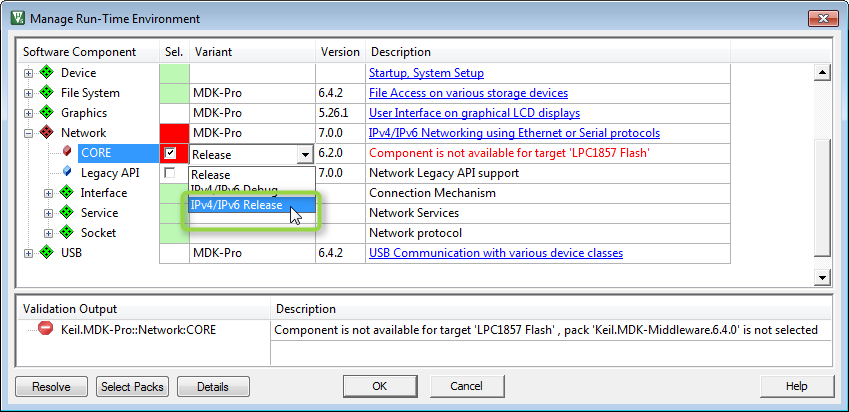 Manage Run-Time Environment
Software Component Sel. Variant Version Description
Device Startup, System Setup
File System MDK-Pro 6.4.2 File Access on various storage devices
Graphics MDK-Pro 5.26.1 User Interface on graphical LCD displays
Network MDK-Pro 7.0.0 IPv4/IPv6 Networking using Ethernet or Serial protocols
CORE Release 6.2.0 Component is not available for target 'LPC1857 Flash'
Legacy API Release 7.0.0 Network Legacy API support
Interface IPv4/IPv6 Debug Connection Mechanism
IPv4/IPv6 Release
Service Network Services
Socket Network protocol
USB MDK-Pro 6.4.2 USB Communication with various device classes
Validation Output Description
Keil.MDK-Pro::Network:CORE Component is not available for target 'LPC1857 Flash' , pack 'Keil.MDK-Middleware.6.4.0' is not selected
Resolve Select Packs Details OK Cancel Help